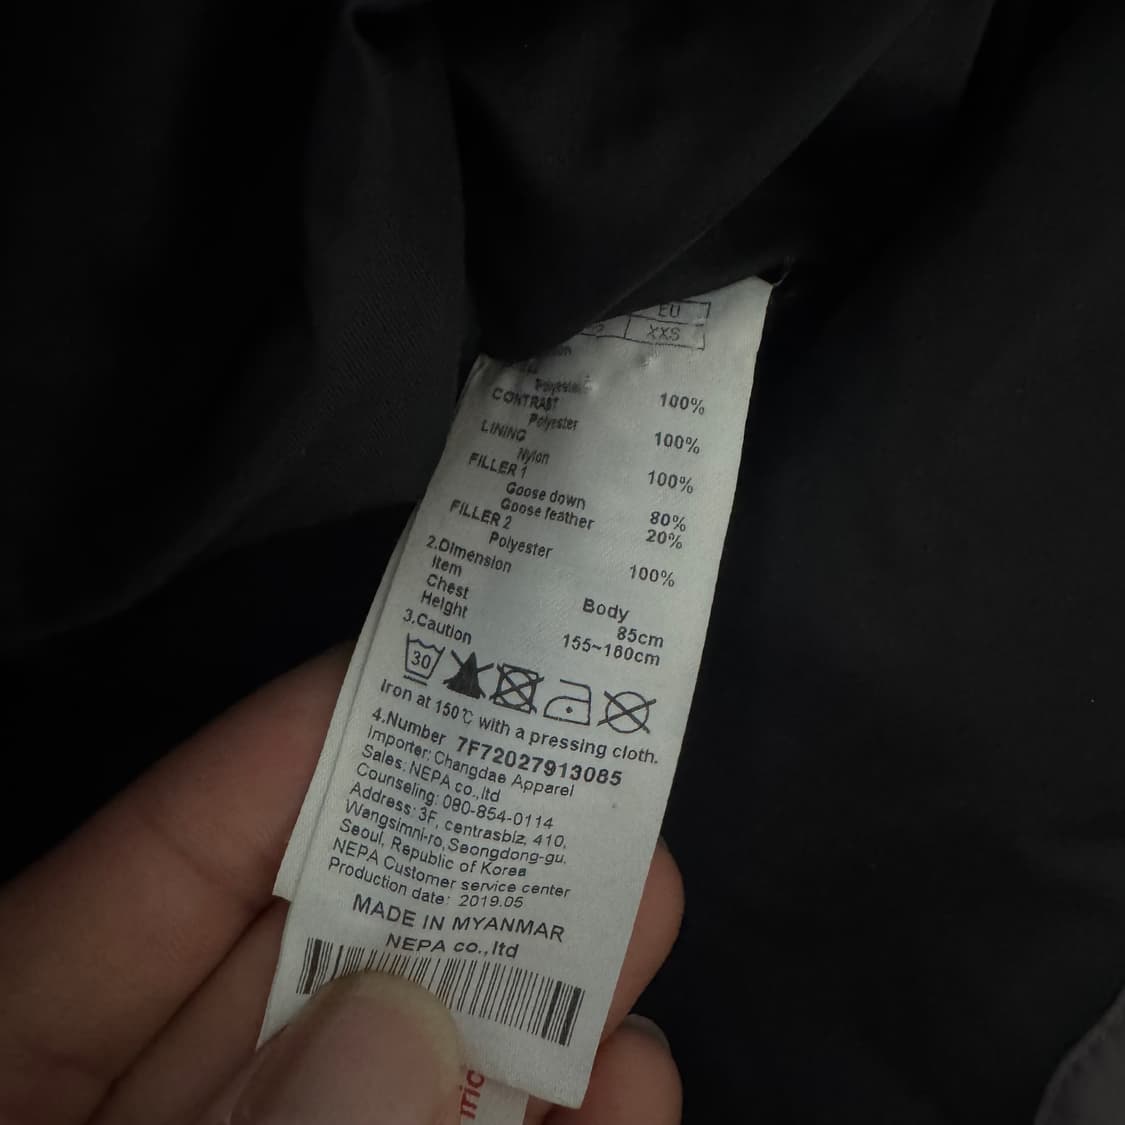 EU
XXS
Polyester 100%
CONTRAST
Polyester 100%
LINING
Nylon 100%
FILLER 1
Goose down 80%
Goose feather 20%
FILLER 2
Polyester 100%
2.Dimension
Item Body
Chest 85cm
Height 155~160cm
3.Caution
30
Iron at 150℃ with a pressing cloth.
4.Number 7F72027913085
Importer: Changdae Apparel
Sales: NEPA co.,ltd
Counseling: 080-854-0114
Address: 3F, centrasbiz, 410,
Wangsimni-ro, Seongdong-gu,
Seoul, Republic of Korea
NEPA Customer service center
Production date: 2019.05
MADE IN MYANMAR
NEPA co.,ltd